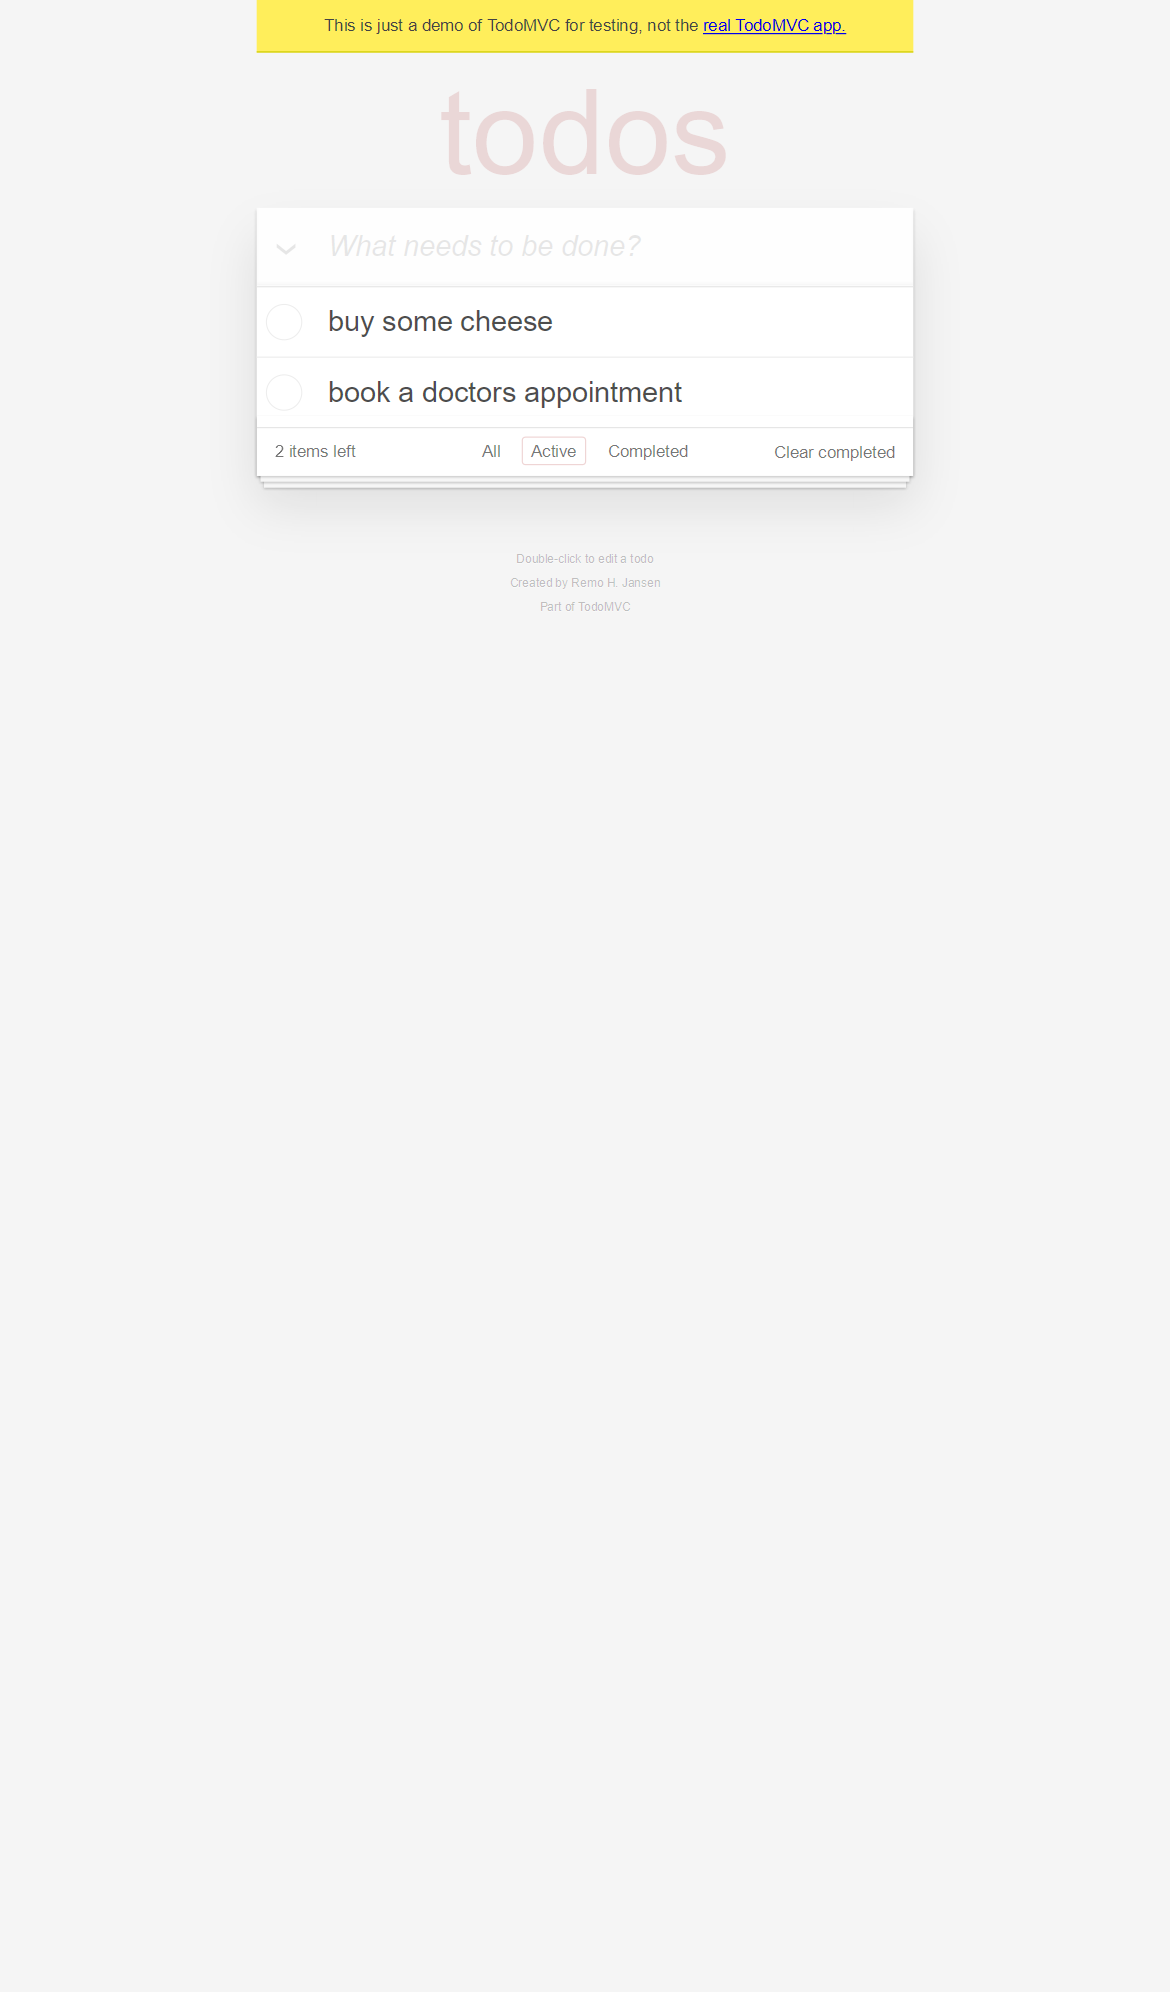 This is just a demo of TodoMVC for testing, not the real TodoMVC app.
todos
What needs to be done?
buy some cheese
book a doctors appointment
2 items left All Active Completed Clear completed
Double-click to edit a todo
Created by Remo H. Jansen
Part of TodoMVC